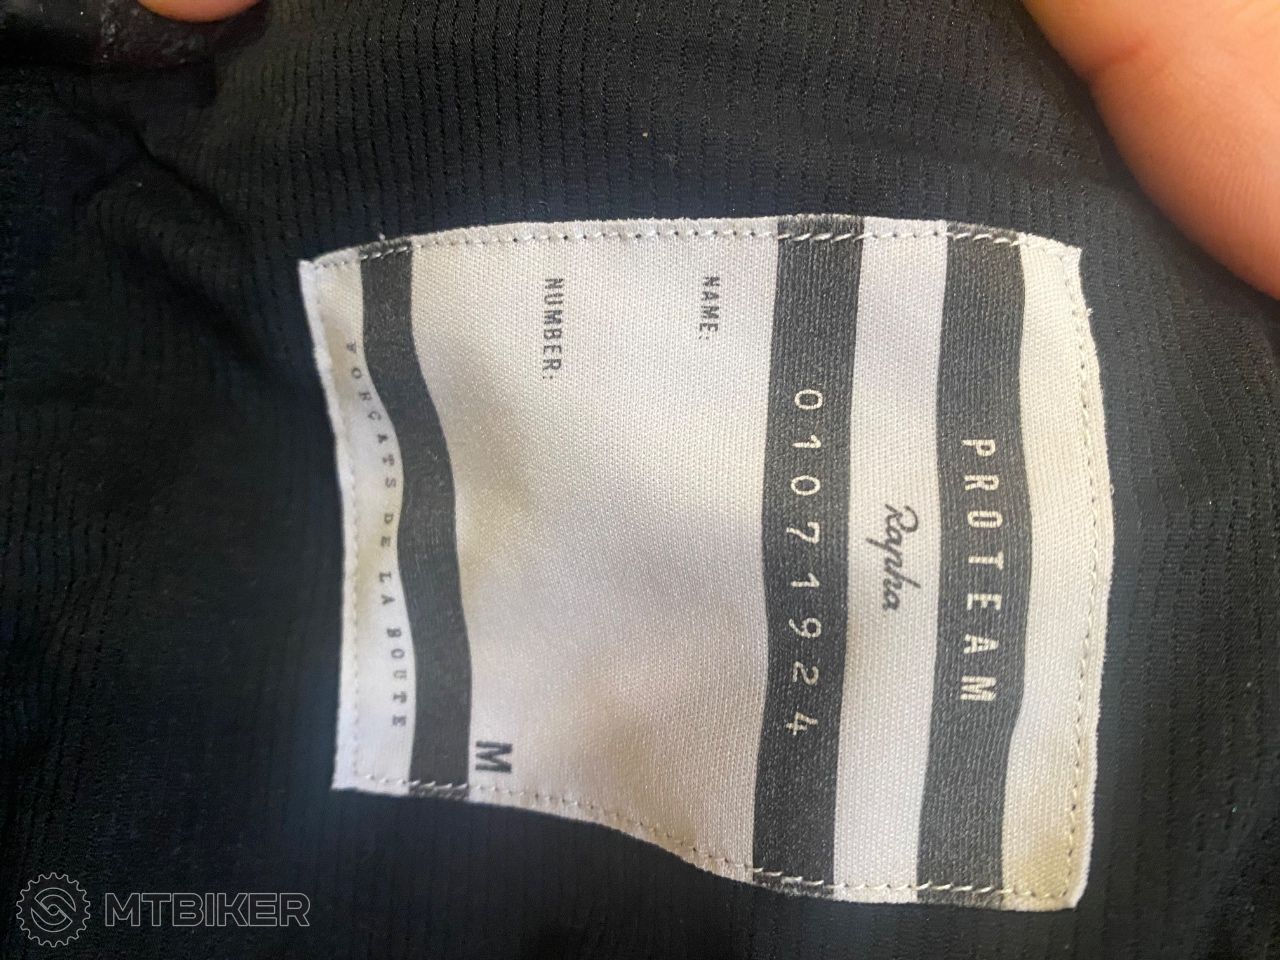 PROTEAM
Rapha
01071924
NAME:
NUMBER:
M
FORÇATS DE LA ROUTE
MTBIKER